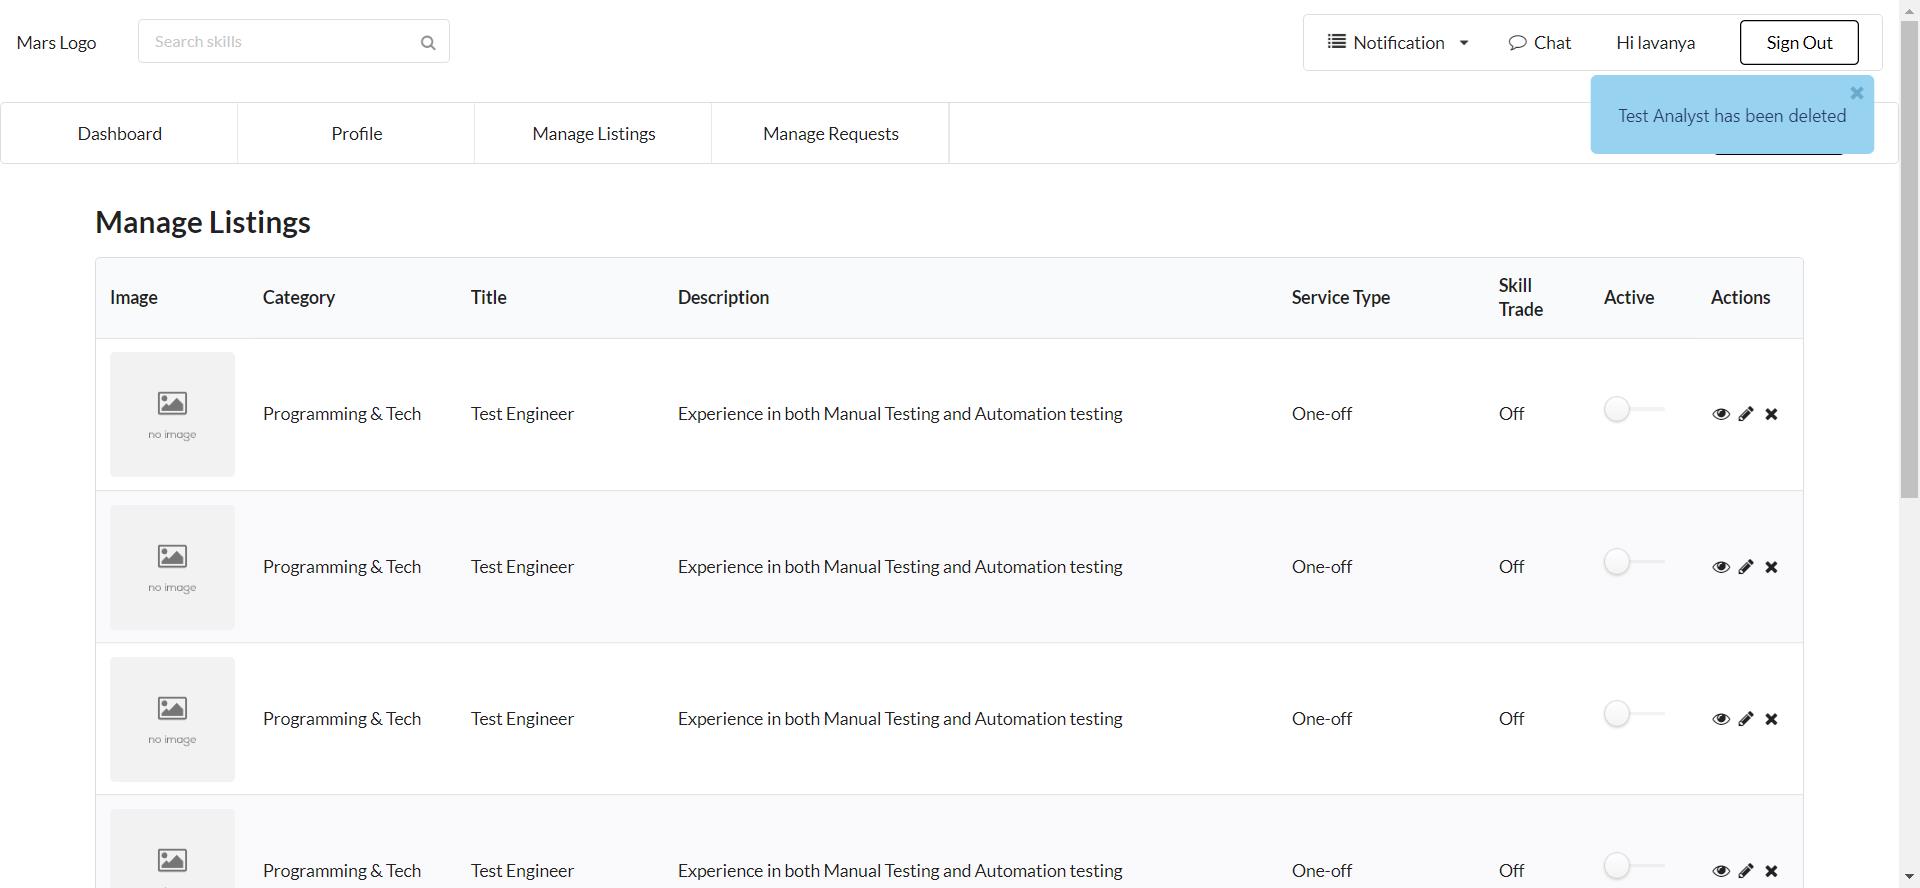 Mars Logo
Search skills
Notification
Chat
Hi lavanya
Sign Out
Test Analyst has been deleted
Dashboard
Profile
Manage Listings
Manage Requests
Manage Listings
Image Category Title Description Service Type Skill Trade Active Actions
no image
Programming & Tech Test Engineer Experience in both Manual Testing and Automation testing One-off Off
no image
Programming & Tech Test Engineer Experience in both Manual Testing and Automation testing One-off Off
no image
Programming & Tech Test Engineer Experience in both Manual Testing and Automation testing One-off Off
Programming & Tech Test Engineer Experience in both Manual Testing and Automation testing One-off Off